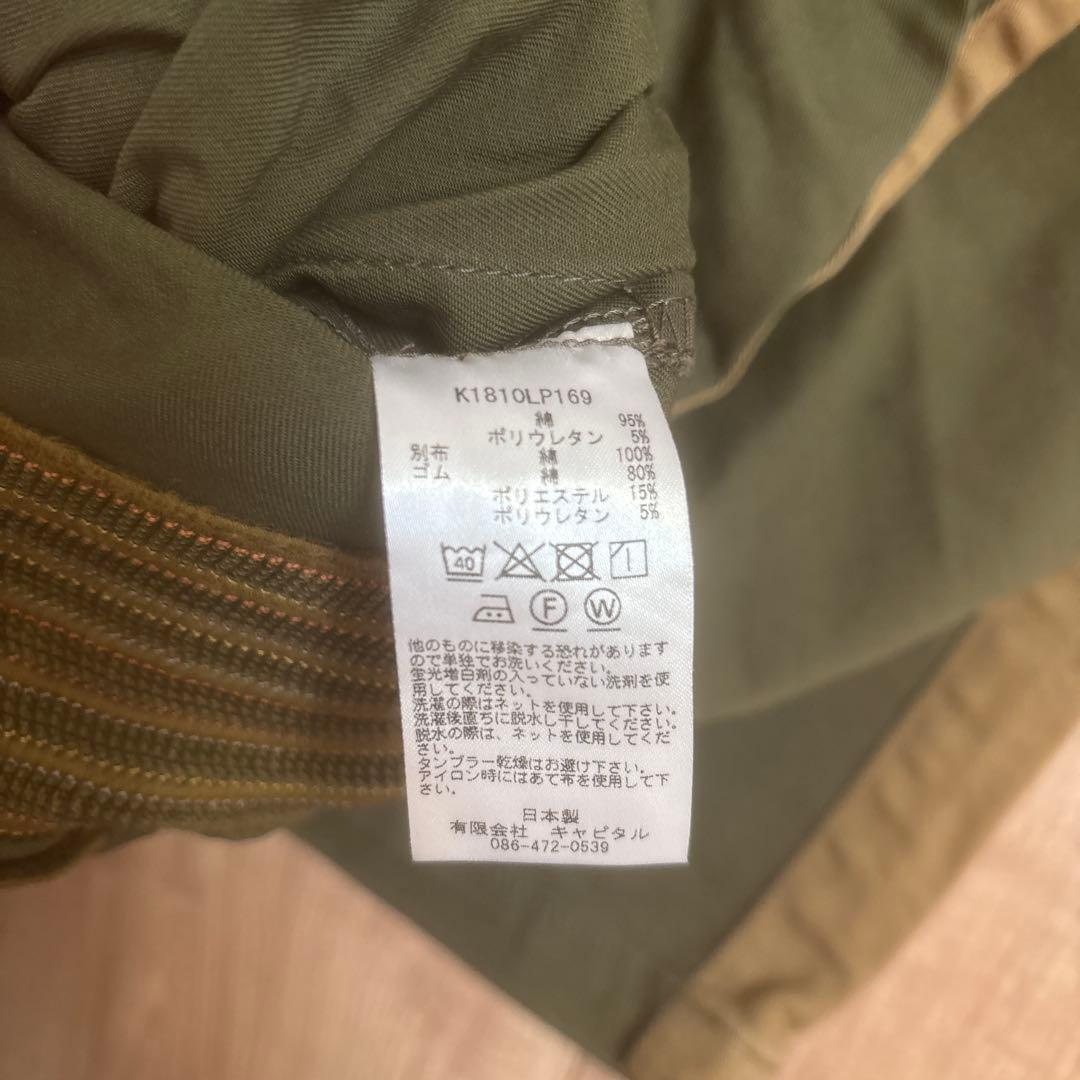 K1810LP169
綿 95%
ポリウレタン 5%
別布 綿 100%
ゴム 綿 80%
ポリエステル 15%
ポリウレタン 5%
40
F W
他のものに移染する恐れがあります
ので単独でお洗いください。
蛍光増白剤の入っていない洗剤を使
用してください。
洗濯の際はネットを使用して下さい。
洗濯後直ちに脱水し干してください。
脱水の際は、ネットを使用してくだ
さい。
タンブラー乾燥はお避け下さい。
アイロン時にはあて布を使用して下
さい。
日本製
有限会社 キャピタル
086-472-0539